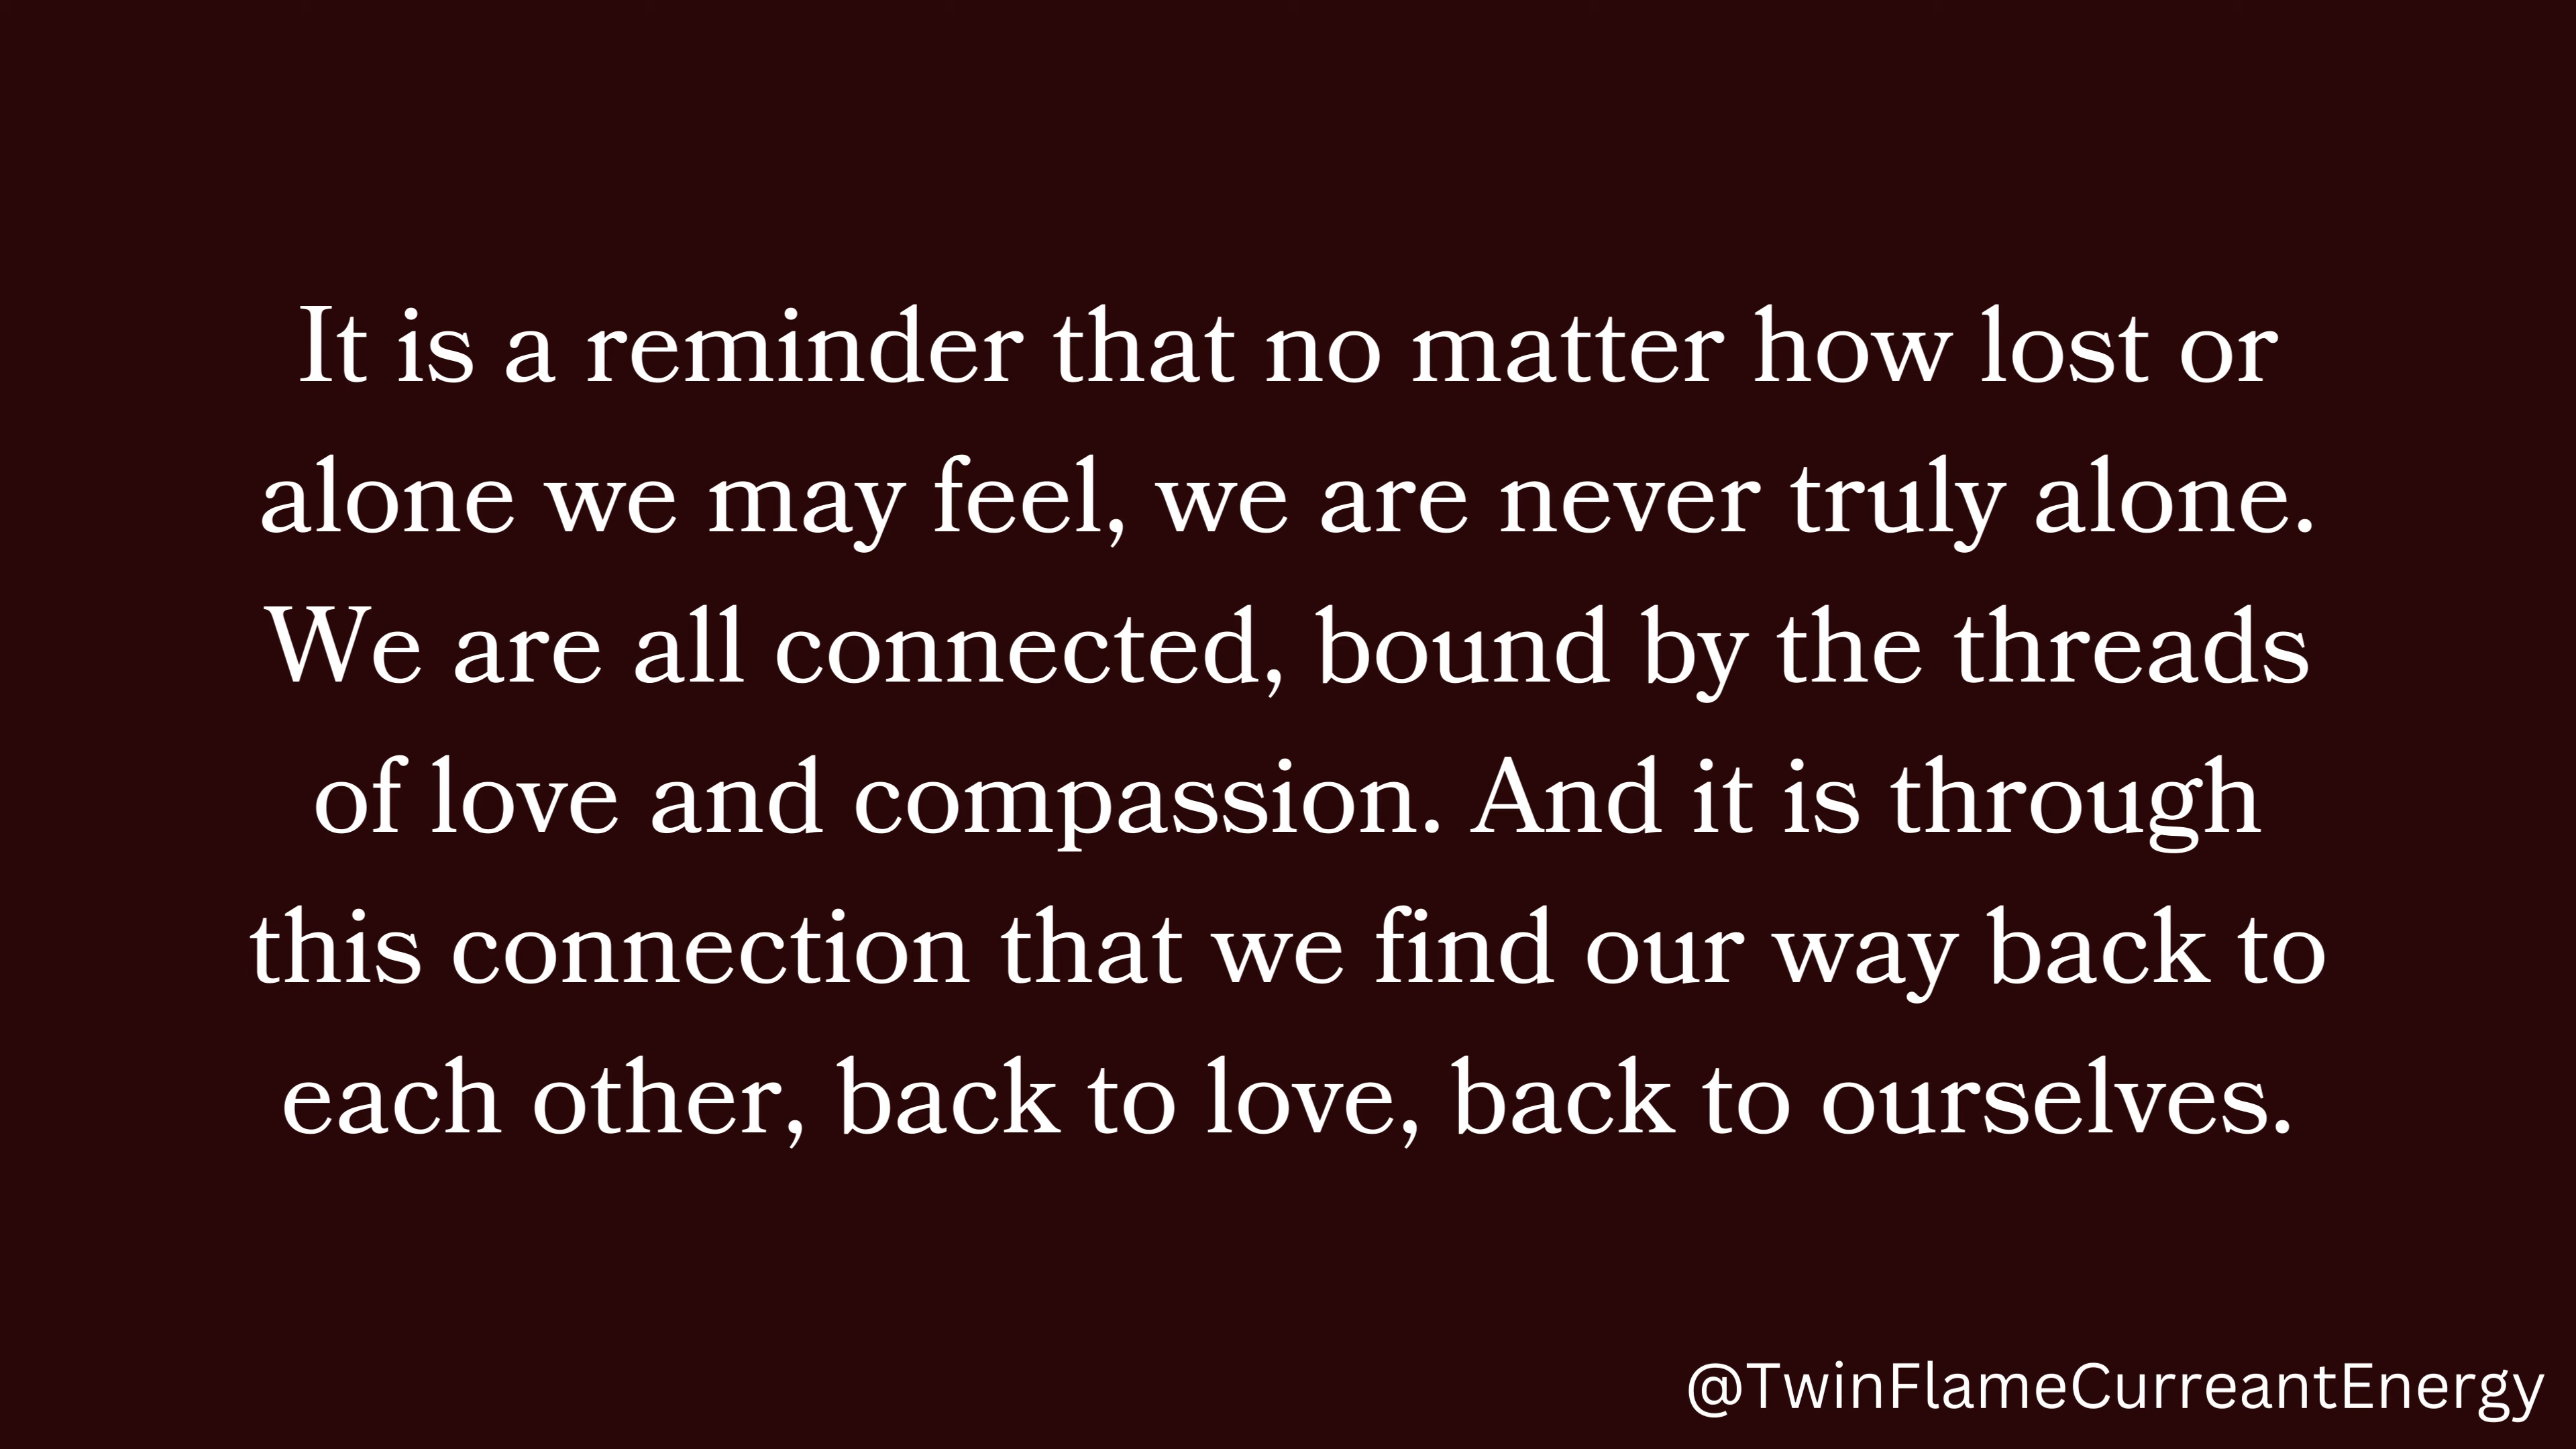 It is a reminder that no matter how lost or
alone we may feel, we are never truly alone.
We are all connected, bound by the threads
of love and compassion. And it is through
this connection that we find our way back to
each other, back to love, back to ourselves.
@TwinFlameCurreantEnergy